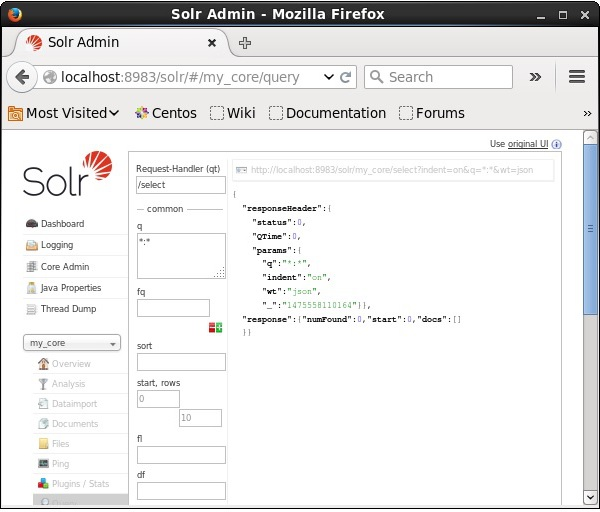 Solr Admin - Mozilla Firefox
Solr Admin
localhost:8983/solr/#/my_core/query
Search
Most Visited
Centos
Wiki
Documentation
Forums
»
Use original UI
Solr
Dashboard
Logging
Core Admin
Java Properties
Thread Dump
my_core
Overview
Analysis
Dataimport
Documents
Files
Ping
Plugins / Stats
Query
Request-Handler (qt)
/select
common
q
*:*
fq
sort
start, rows
0
10
fl
df
http://localhost:8983/solr/my_core/select?indent=on&q=*:*&wt=json
{
"responseHeader":{
"status":0,
"QTime":0,
"params":{
"q":"*:*",
"indent":"on",
"wt":"json",
"_":"1475558110164"}},
"response":{"numFound":0,"start":0,"docs":[]
}}